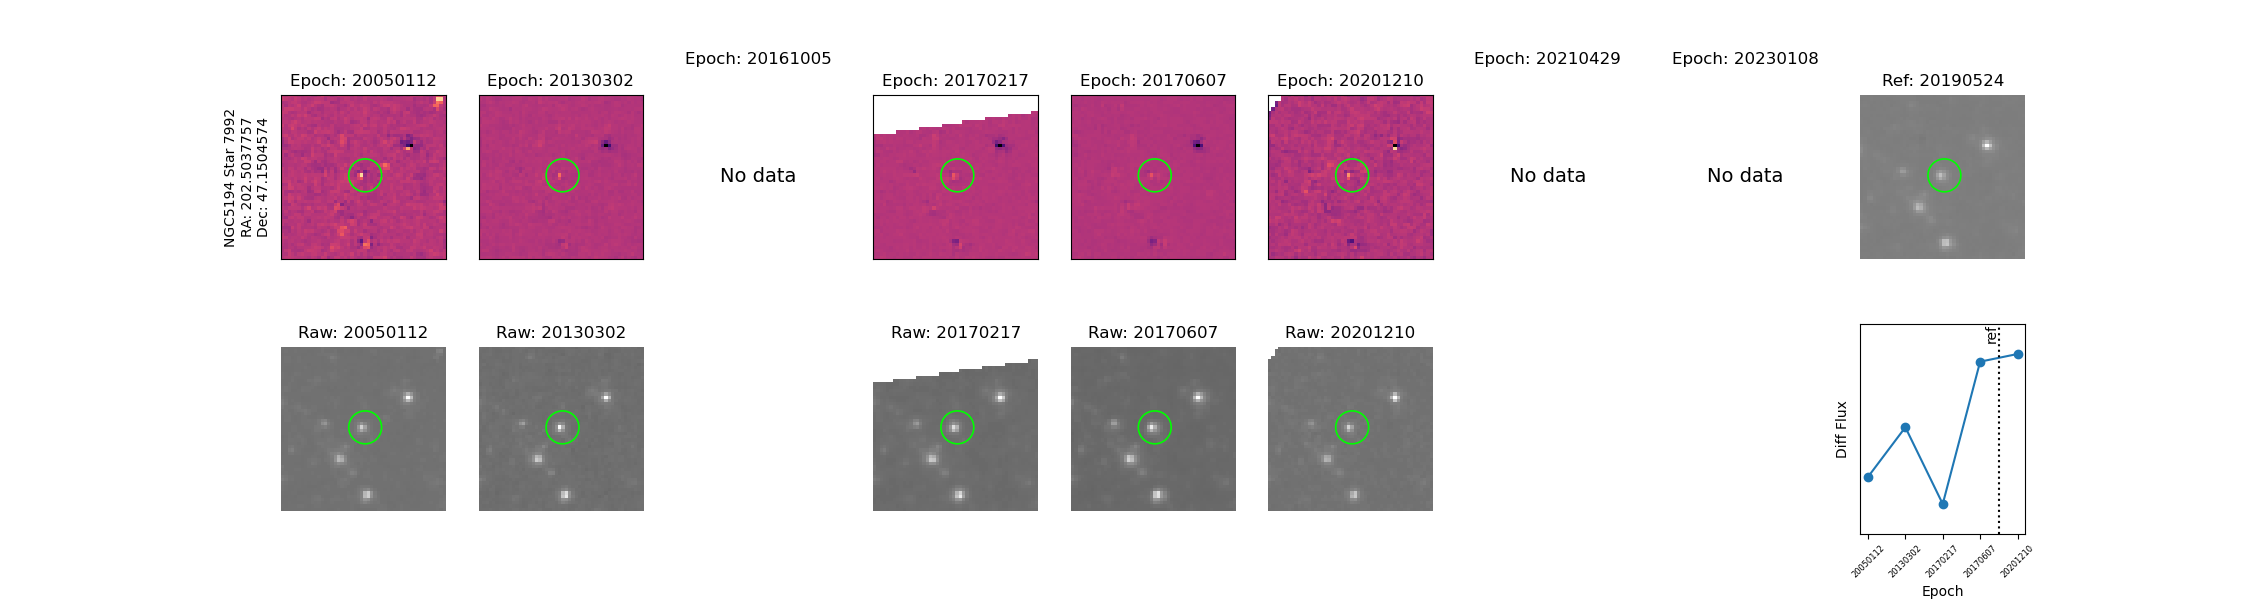 Epoch: 20050112
Epoch: 20130302
Epoch: 20161005
Epoch: 20170217
Epoch: 20170607
Epoch: 20201210
Epoch: 20210429
Epoch: 20230108
Ref: 20190524
NGC5194 Star 7992
RA: 202.5037757
Dec: 47.1504574
No data
No data
No data
Raw: 20050112
Raw: 20130302
Raw: 20170217
Raw: 20170607
Raw: 20201210
ref
Diff Flux
20050112
20130302
20170217
20170607
20201210
Epoch